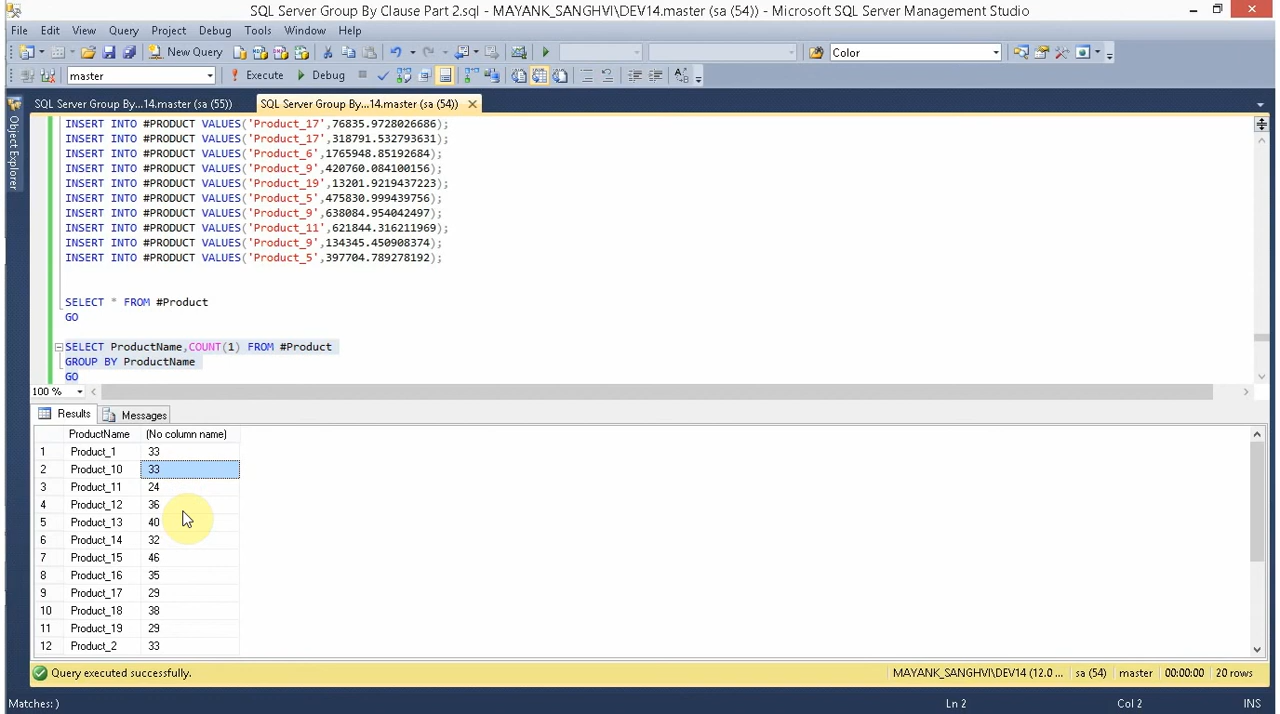 SQL Server Group By Clause Part 2.sql - MAYANK_SANGHVI\DEV14.master (sa (54)) - Microsoft SQL Server Management Studio
File Edit View Query Project Debug Tools Window Help
New Query Color
master Execute Debug
SQL Server Group By...14.master (sa (55)) SQL Server Group By...14.master (sa (54))
Object Explorer
INSERT INTO #PRODUCT VALUES('Product_17',76835.9728026686);
INSERT INTO #PRODUCT VALUES('Product_17',318791.532793631);
INSERT INTO #PRODUCT VALUES('Product_6',1765948.85192684);
INSERT INTO #PRODUCT VALUES('Product_9',420760.084100156);
INSERT INTO #PRODUCT VALUES('Product_19',13201.9219437223);
INSERT INTO #PRODUCT VALUES('Product_5',475830.999439756);
INSERT INTO #PRODUCT VALUES('Product_9',638084.954042497);
INSERT INTO #PRODUCT VALUES('Product_11',621844.316211969);
INSERT INTO #PRODUCT VALUES('Product_9',134345.450908374);
INSERT INTO #PRODUCT VALUES('Product_5',397704.789278192);
SELECT * FROM #Product
GO
SELECT ProductName,COUNT(1) FROM #Product
GROUP BY ProductName
GO
100 %
Results Messages
ProductName (No column name)
1 Product_1 33
2 Product_10 33
3 Product_11 24
4 Product_12 36
5 Product_13 40
6 Product_14 32
7 Product_15 46
8 Product_16 35
9 Product_17 29
10 Product_18 38
11 Product_19 29
12 Product_2 33
Query executed successfully. MAYANK_SANGHVI\DEV14 (12.0 ... sa (54) master 00:00:00 20 rows
Matches: ) Ln 2 Col 2 INS